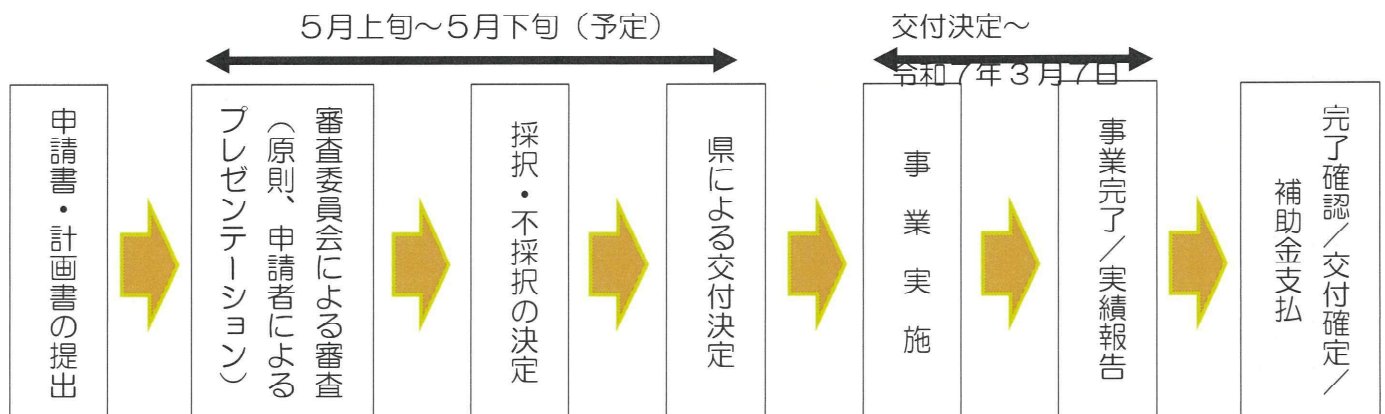 ５月上旬～５月下旬（予定）
交付決定～
令和７年３月７日
申請書・計画書の提出
審査委員会による審査
（原則、申請者による
プレゼンテーション）
採択・不採択の決定
県による交付決定
事業実施
事業完了／実績報告
完了確認／交付確定／
補助金支払